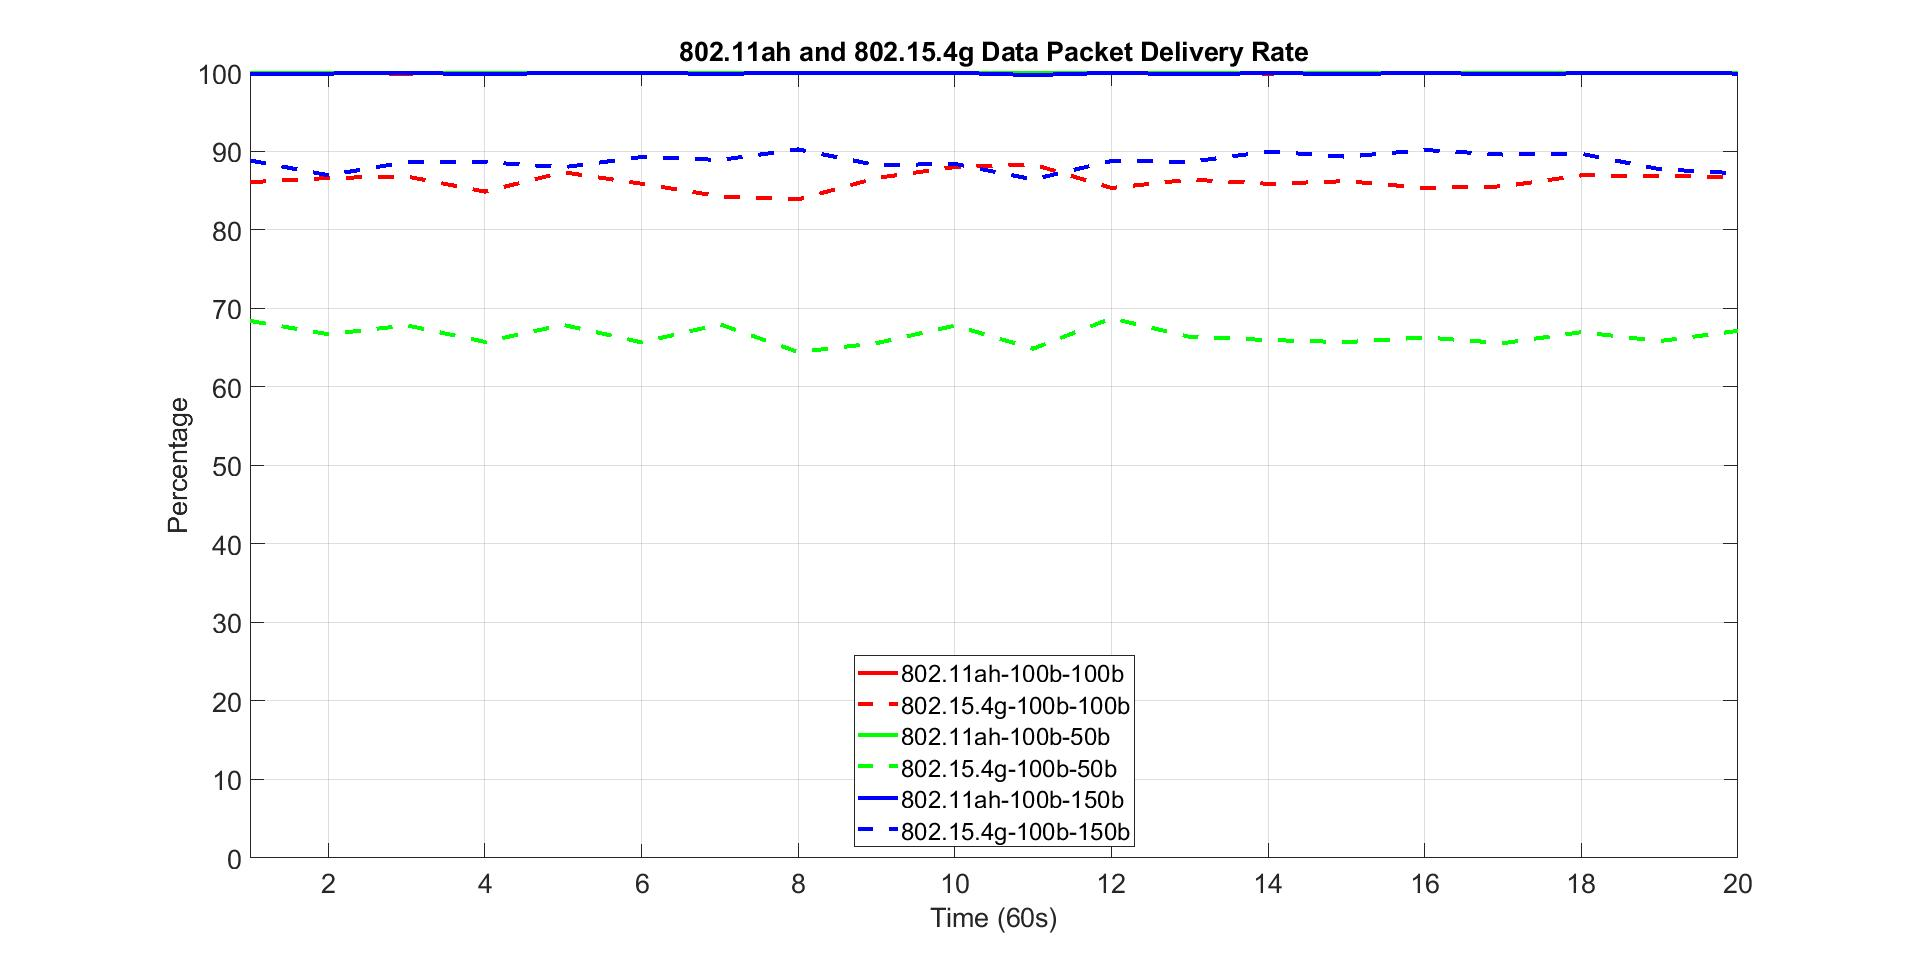 802.11ah and 802.15.4g Data Packet Delivery Rate
100
90
80
70
60
50
40
30
20
10
0
Percentage
802.11ah-100b-100b
802.15.4g-100b-100b
802.11ah-100b-50b
802.15.4g-100b-50b
802.11ah-100b-150b
802.15.4g-100b-150b
2 4 6 8 10 12 14 16 18 20
Time (60s)